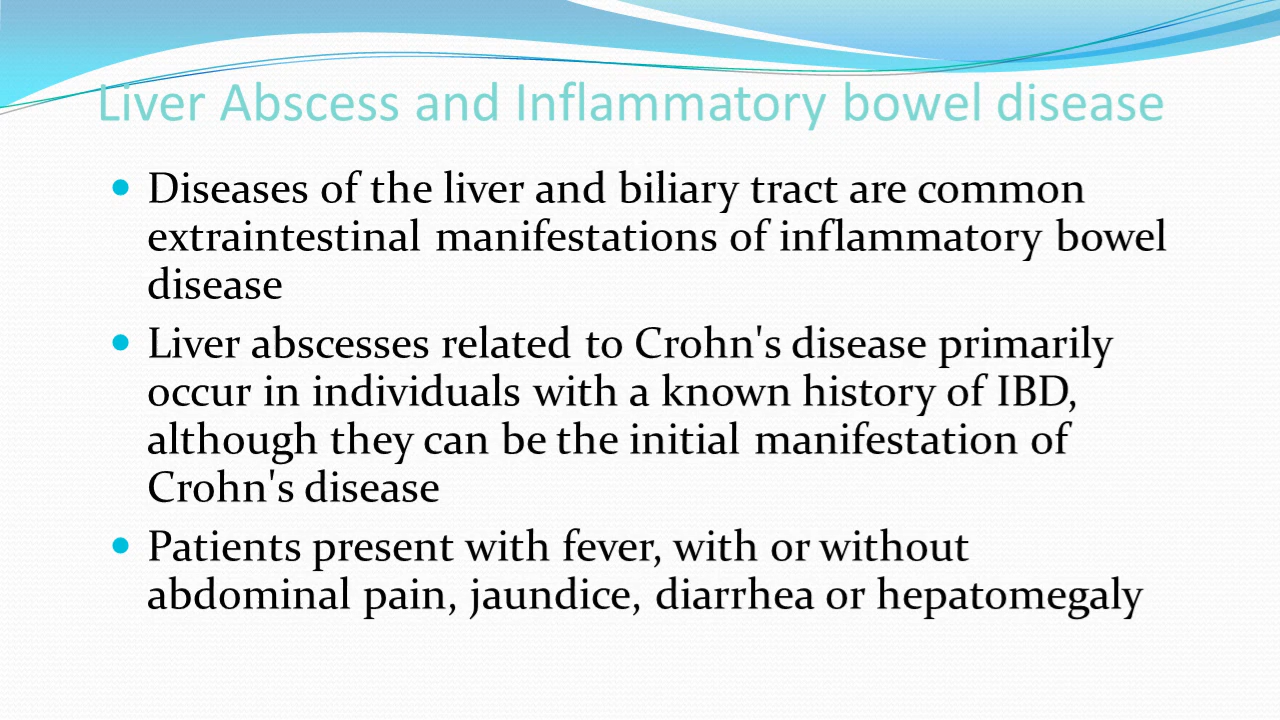 Liver Abscess and Inflammatory bowel disease
• Diseases of the liver and biliary tract are common
extraintestinal manifestations of inflammatory bowel
disease
• Liver abscesses related to Crohn's disease primarily
occur in individuals with a known history of IBD,
although they can be the initial manifestation of
Crohn's disease
• Patients present with fever, with or without
abdominal pain, jaundice, diarrhea or hepatomegaly